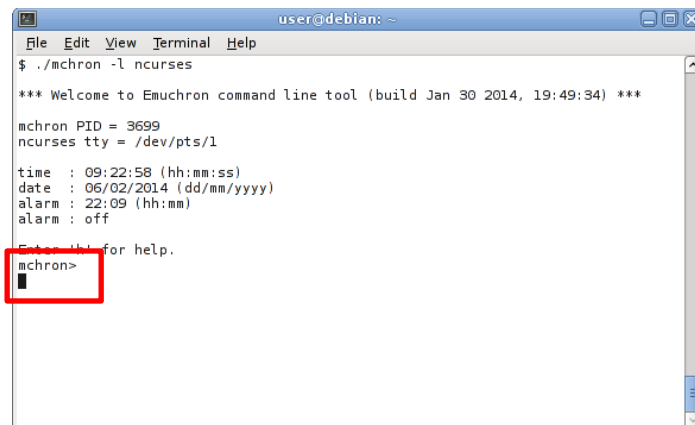 user@debian: ~
File Edit View Terminal Help
$ ./mchron -l ncurses
*** Welcome to Emuchron command line tool (build Jan 30 2014, 19:49:34) ***
mchron PID = 3699
ncurses tty = /dev/pts/1
time : 09:22:58 (hh:mm:ss)
date : 06/02/2014 (dd/mm/yyyy)
alarm : 22:09 (hh:mm)
alarm : off
Enter 'h' for help.
mchron>